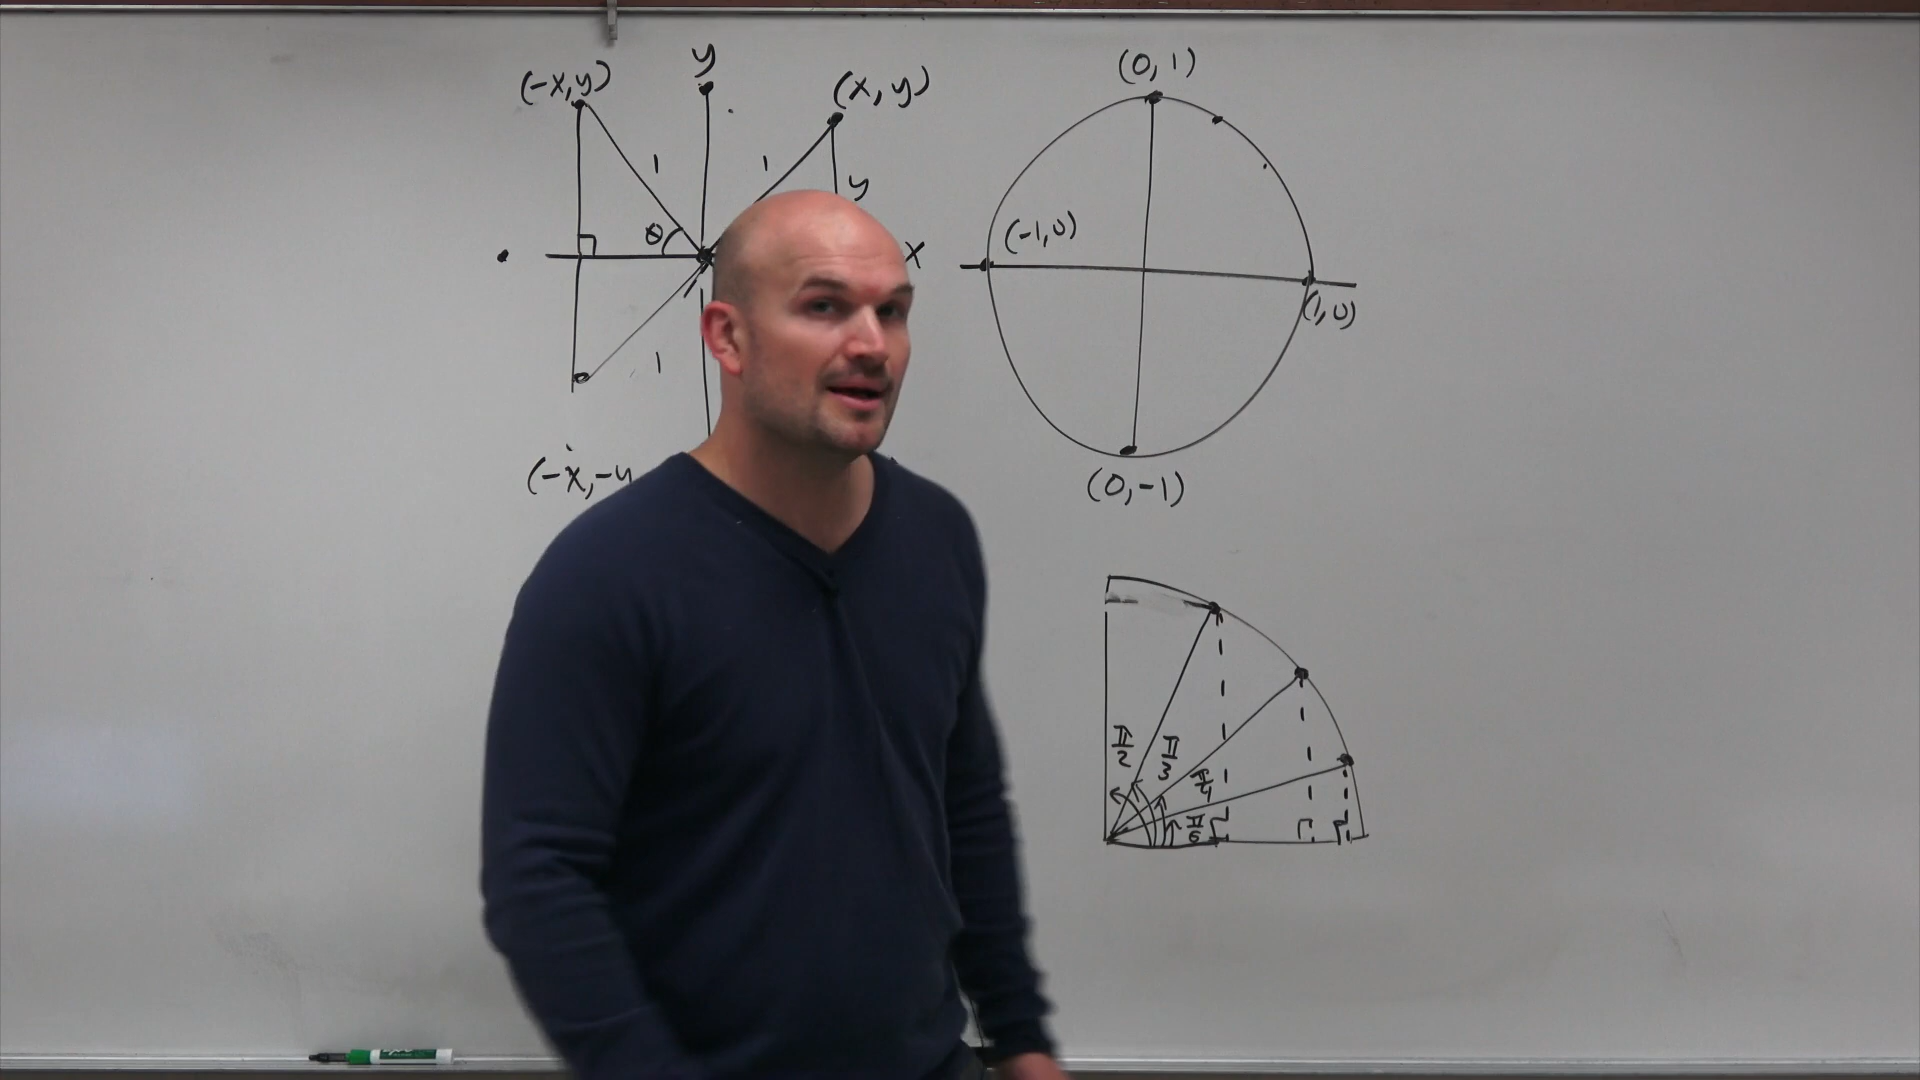 y
(-x,y)
(x, y)
1
1
y
θ
x
1
(-x,-y
(0, 1)
(-1,0)
(1,0)
(0,-1)
π/2
π/3
π/4
π/6